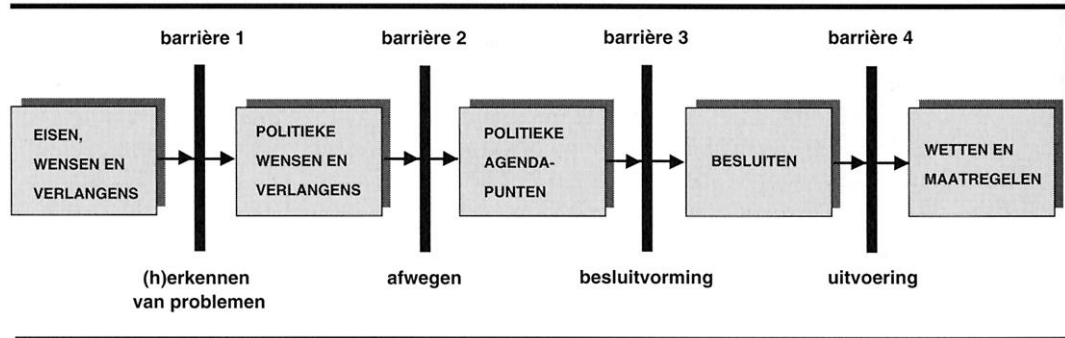 barrière 1
barrière 2
barrière 3
barrière 4
EISEN,
WENSEN EN
VERLANGENS
POLITIEKE
WENSEN EN
VERLANGENS
POLITIEKE
AGENDA-
PUNTEN
BESLUITEN
WETTEN EN
MAATREGELEN
(h)erkennen
van problemen
afwegen
besluitvorming
uitvoering